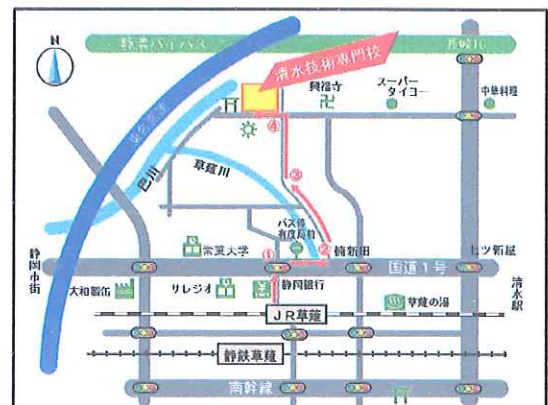 N
静清バイパス
長崎IC
清水技術専門校
興福寺
スーパー
タイコー
中華料理
東名高速
④
巴川
草薙川
③
バス停
有度局前
①
②
楠新田
七ツ新屋
常葉大学
国道1号
静岡
市街
大和製缶
サレジオ
静岡銀行
草薙の湯
清水駅
JR草薙
静鉄草薙
南幹線